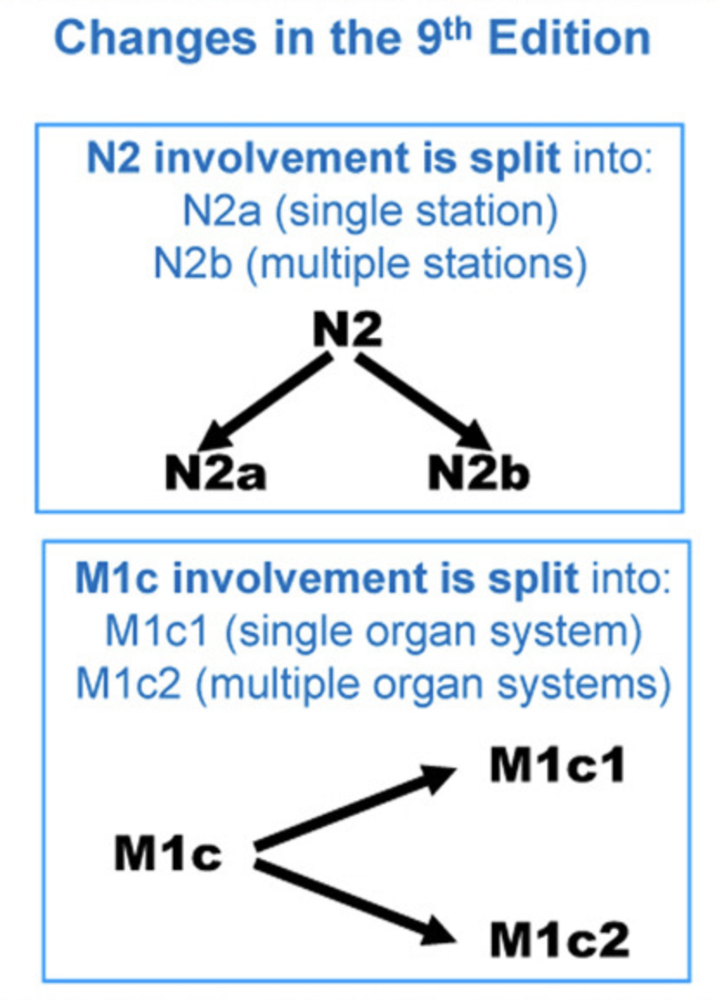 Changes in the 9th Edition
N2 involvement is split into:
N2a (single station)
N2b (multiple stations)
N2
N2a N2b
M1c involvement is split into:
M1c1 (single organ system)
M1c2 (multiple organ systems)
M1c1
M1c
M1c2